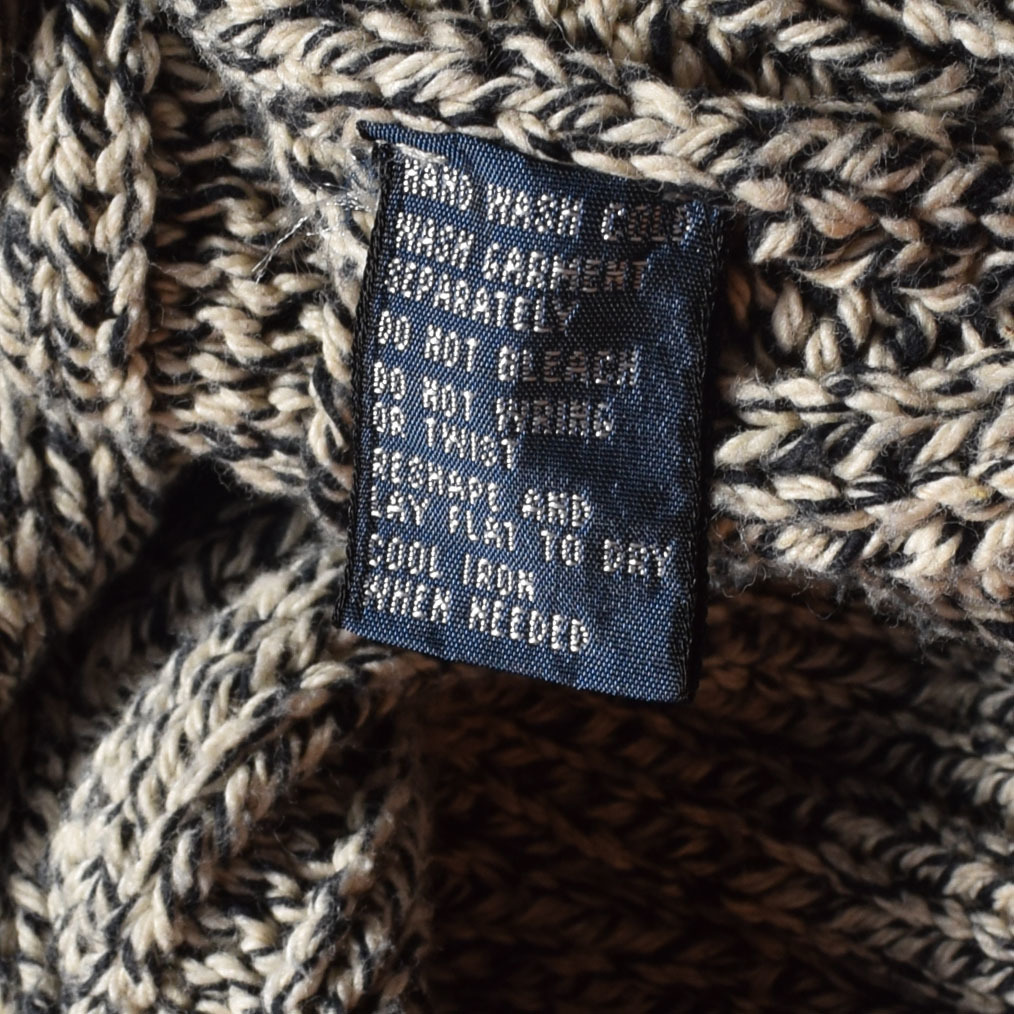 HAND WASH COLD
WASH GARMENT
SEPARATELY
DO NOT BLEACH
DO NOT WRING
OR TWIST
RESHAPE AND
LAY FLAT TO DRY
COOL IRON
WHEN NEEDED